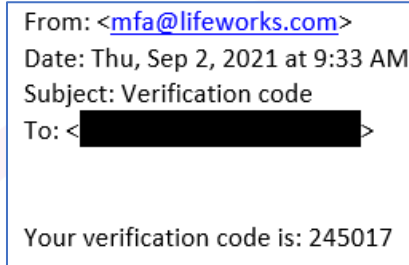 From: <mfa@lifeworks.com>
Date: Thu, Sep 2, 2021 at 9:33 AM
Subject: Verification code
To: < >
Your verification code is: 245017